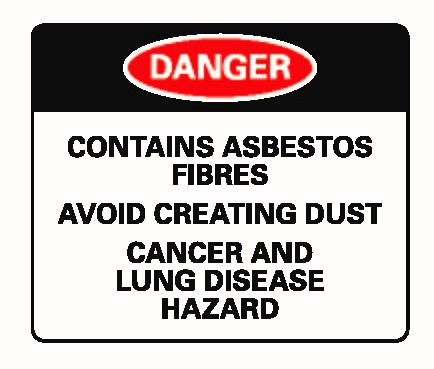 DANGER
CONTAINS ASBESTOS
FIBRES
AVOID CREATING DUST
CANCER AND
LUNG DISEASE
HAZARD